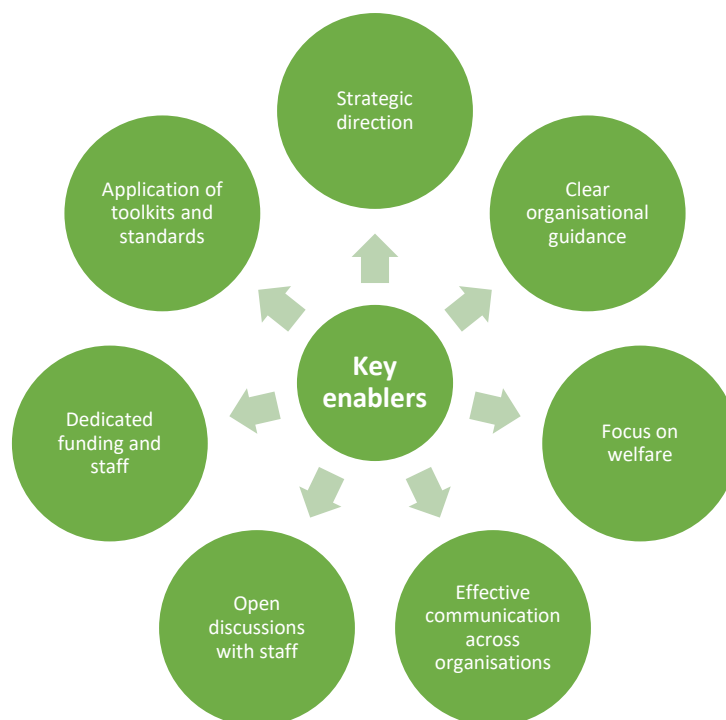 Strategic
direction
Clear
organisational
guidance
Focus on
welfare
Effective
communication
across
organisations
Open
discussions
with staff
Dedicated
funding and
staff
Application of
toolkits and
standards
Key
enablers